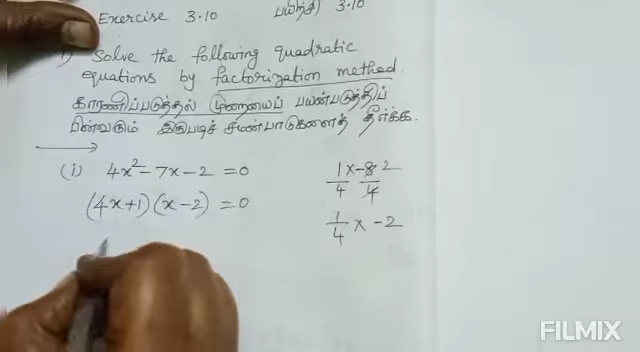 Exercise 3.10 பயிற்சி 3.10
1) Solve the following quadratic
equations by factorization method.
காரணிப்படுத்தல் முறையைப் பயன்படுத்திப்
பின்வரும் இருபடிச் சமன்பாடுகளைத் தீர்க்க.
(i) 4x² - 7x - 2 = 0 1/4 x -8/4 2
(4x+1)(x-2) = 0 1/4 x -2
FILMIX